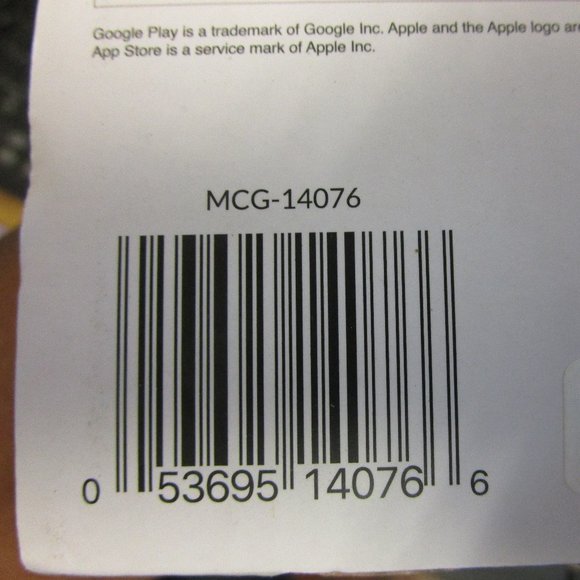 Google Play is a trademark of Google Inc. Apple and the Apple logo are
App Store is a service mark of Apple Inc.
MCG-14076
0 53695 14076 6